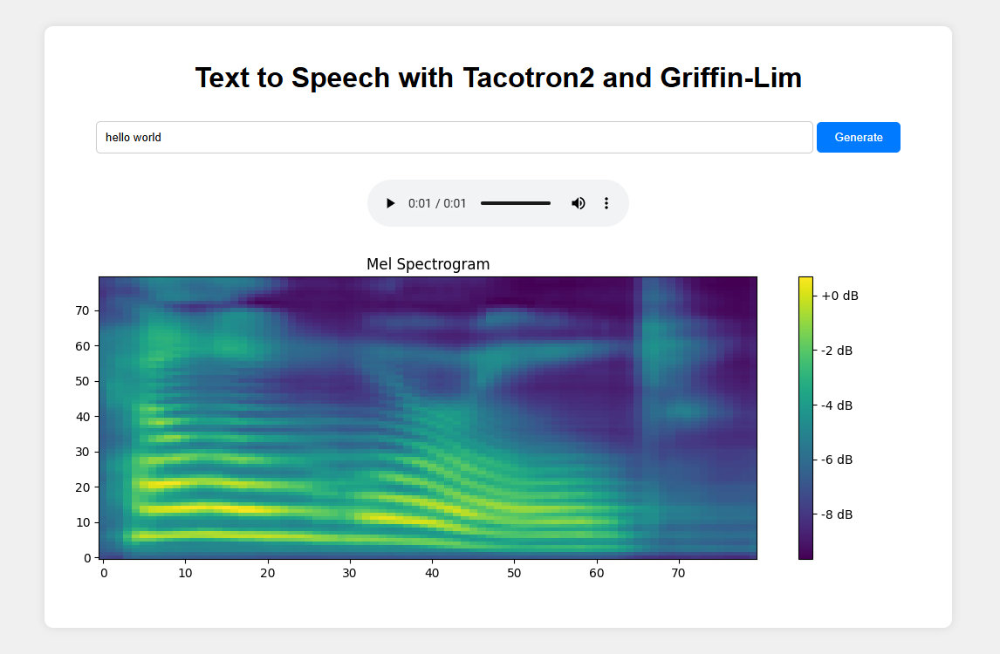 Text to Speech with Tacotron2 and Griffin-Lim
hello world
Generate
0:01 / 0:01
Mel Spectrogram
70
60
50
40
30
20
10
0
0 10 20 30 40 50 60 70
+0 dB
-2 dB
-4 dB
-6 dB
-8 dB